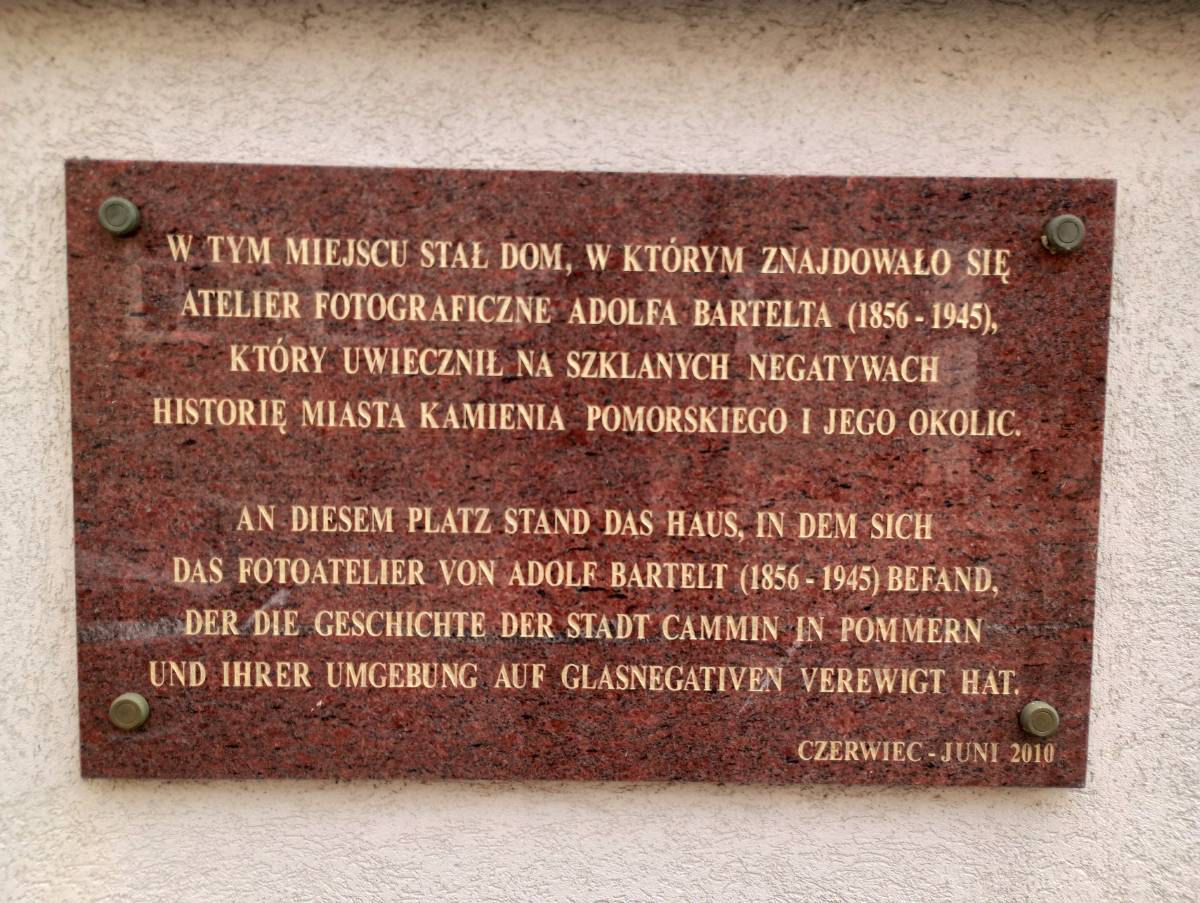 W TYM MIEJSCU STAŁ DOM, W KTÓRYM ZNAJDOWAŁO SIĘ
ATELIER FOTOGRAFICZNE ADOLFA BARTELTA (1856 - 1945),
KTÓRY UWIECZNIŁ NA SZKLANYCH NEGATYWACH
HISTORIĘ MIASTA KAMIENIA POMORSKIEGO I JEGO OKOLIC.
AN DIESEM PLATZ STAND DAS HAUS, IN DEM SICH
DAS FOTOATELIER VON ADOLF BARTELT (1856 - 1945) BEFAND,
DER DIE GESCHICHTE DER STADT CAMMIN IN POMMERN
UND IHRER UMGEBUNG AUF GLASNEGATIVEN VEREWIGT HAT.
CZERWIEC - JUNI 2010